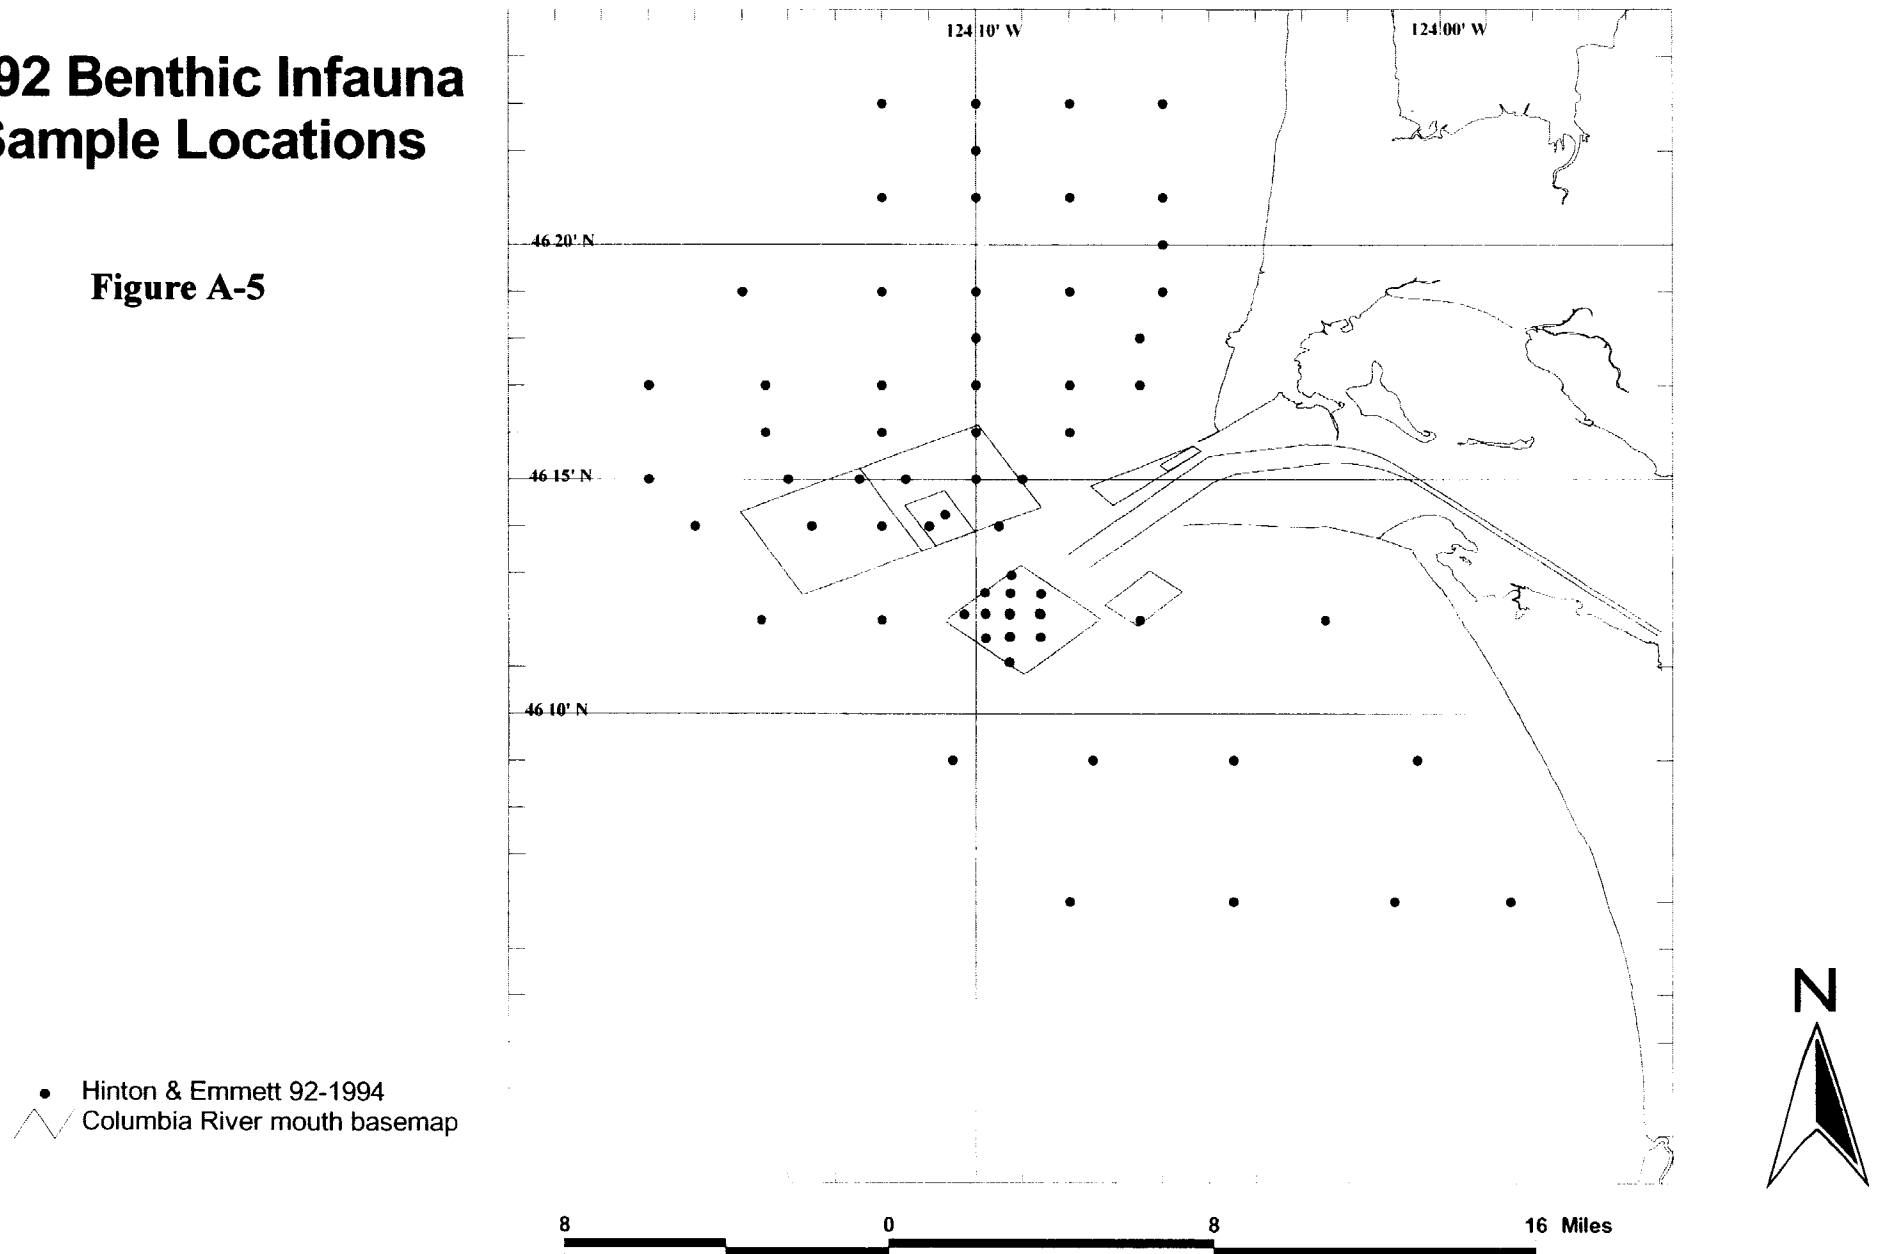 92 Benthic Infauna
Sample Locations
Figure A-5
124 10' W
124 00' W
46 20' N
46 15' N
46 10' N
Hinton & Emmett 92-1994
Columbia River mouth basemap
N
8 0 8 16 Miles